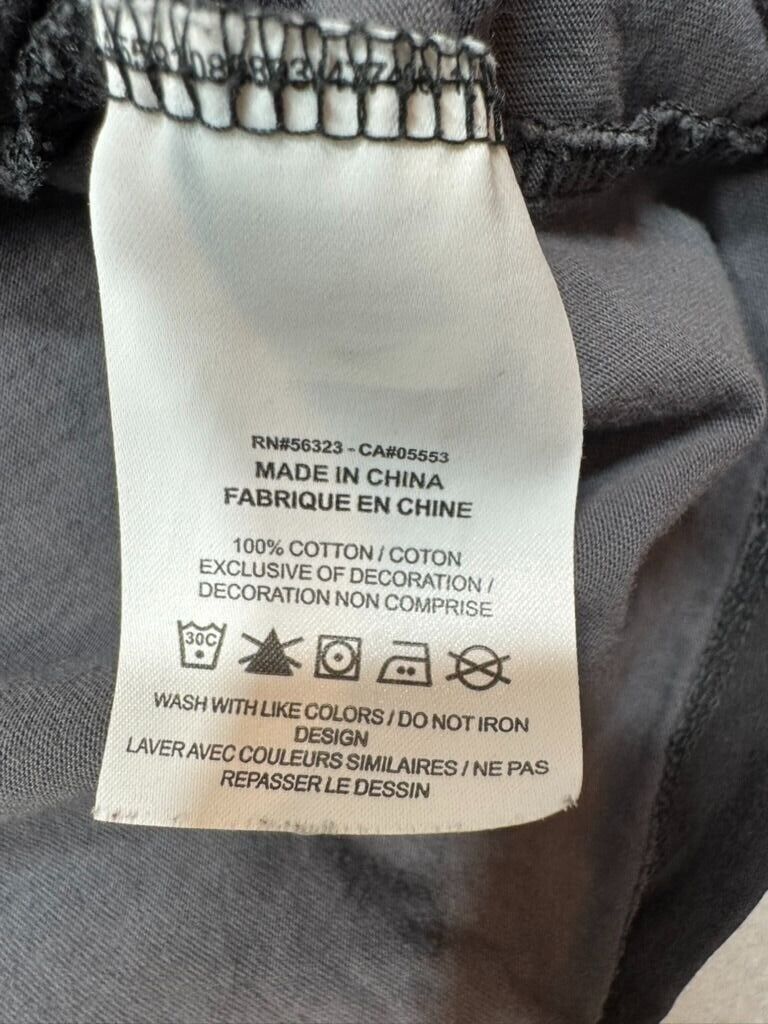 RN#56323 - CA#05553
MADE IN CHINA
FABRIQUE EN CHINE
100% COTTON / COTON
EXCLUSIVE OF DECORATION /
DECORATION NON COMPRISE
30C
WASH WITH LIKE COLORS / DO NOT IRON
DESIGN
LAVER AVEC COULEURS SIMILAIRES / NE PAS
REPASSER LE DESSIN